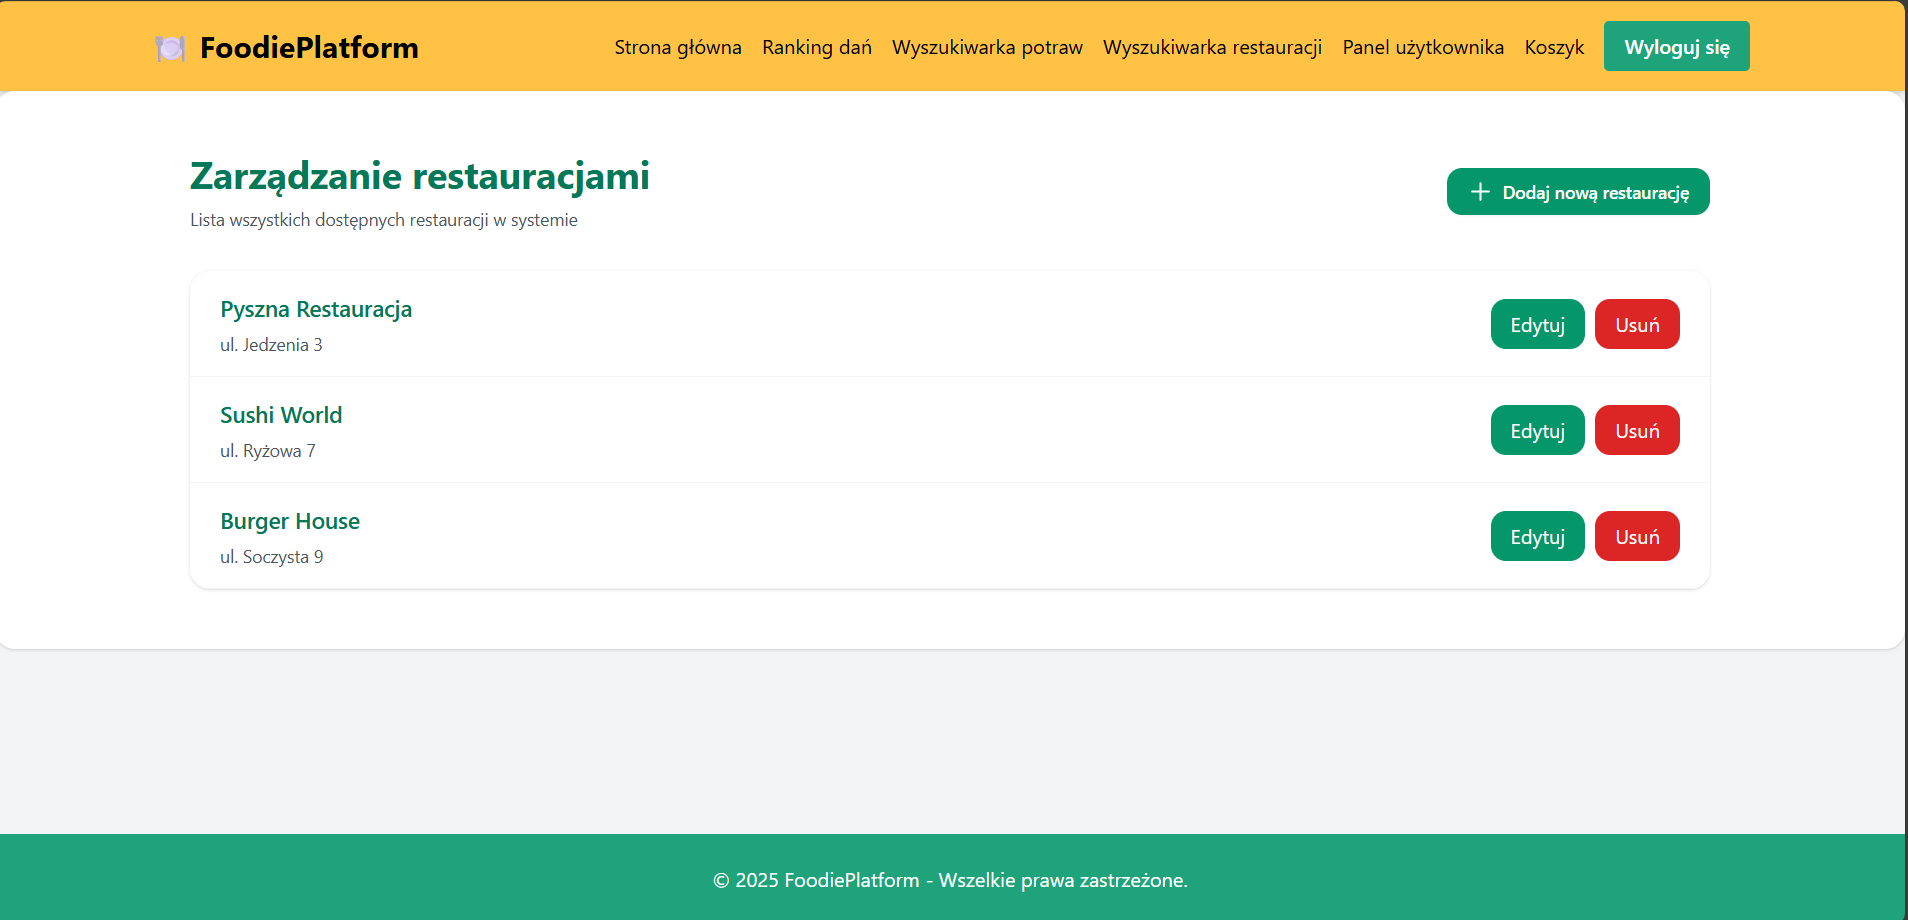 FoodiePlatform
Strona główna Ranking dań Wyszukiwarka potraw Wyszukiwarka restauracji Panel użytkownika Koszyk Wyloguj się
Zarządzanie restauracjami
Lista wszystkich dostępnych restauracji w systemie
Dodaj nową restaurację
Pyszna Restauracja
ul. Jedzenia 3
Edytuj Usuń
Sushi World
ul. Ryżowa 7
Edytuj Usuń
Burger House
ul. Soczysta 9
Edytuj Usuń
© 2025 FoodiePlatform - Wszelkie prawa zastrzeżone.